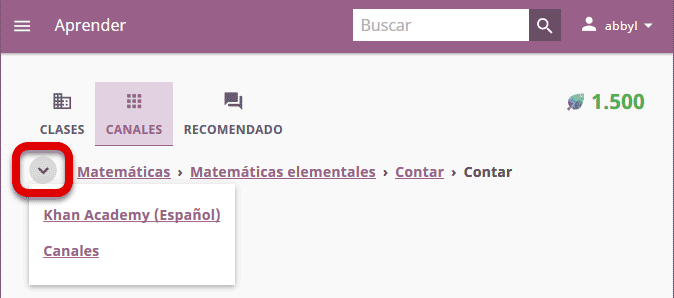 Aprender
Buscar
abbyl
CLASES
CANALES
RECOMENDADO
1.500
Matemáticas › Matemáticas elementales › Contar › Contar
Khan Academy (Español)
Canales